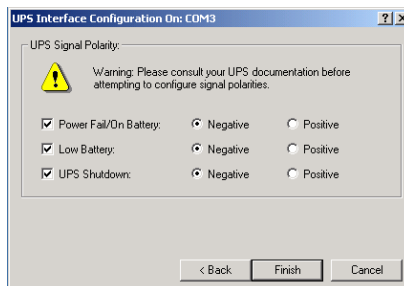 UPS Interface Configuration On: COM3
UPS Signal Polarity:
Warning: Please consult your UPS documentation before
attempting to configure signal polarities.
Power Fail/On Battery: Negative Positive
Low Battery: Negative Positive
UPS Shutdown: Negative Positive
< Back Finish Cancel